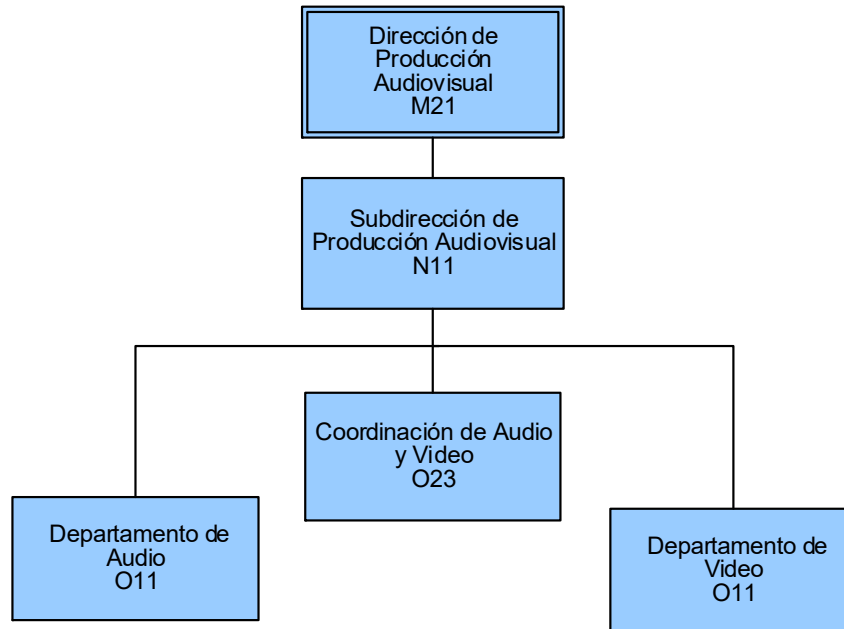 Dirección de
Producción
Audiovisual
M21
Subdirección de
Producción Audiovisual
N11
Coordinación de Audio
y Video
O23
Departamento de
Audio
O11
Departamento de
Video
O11